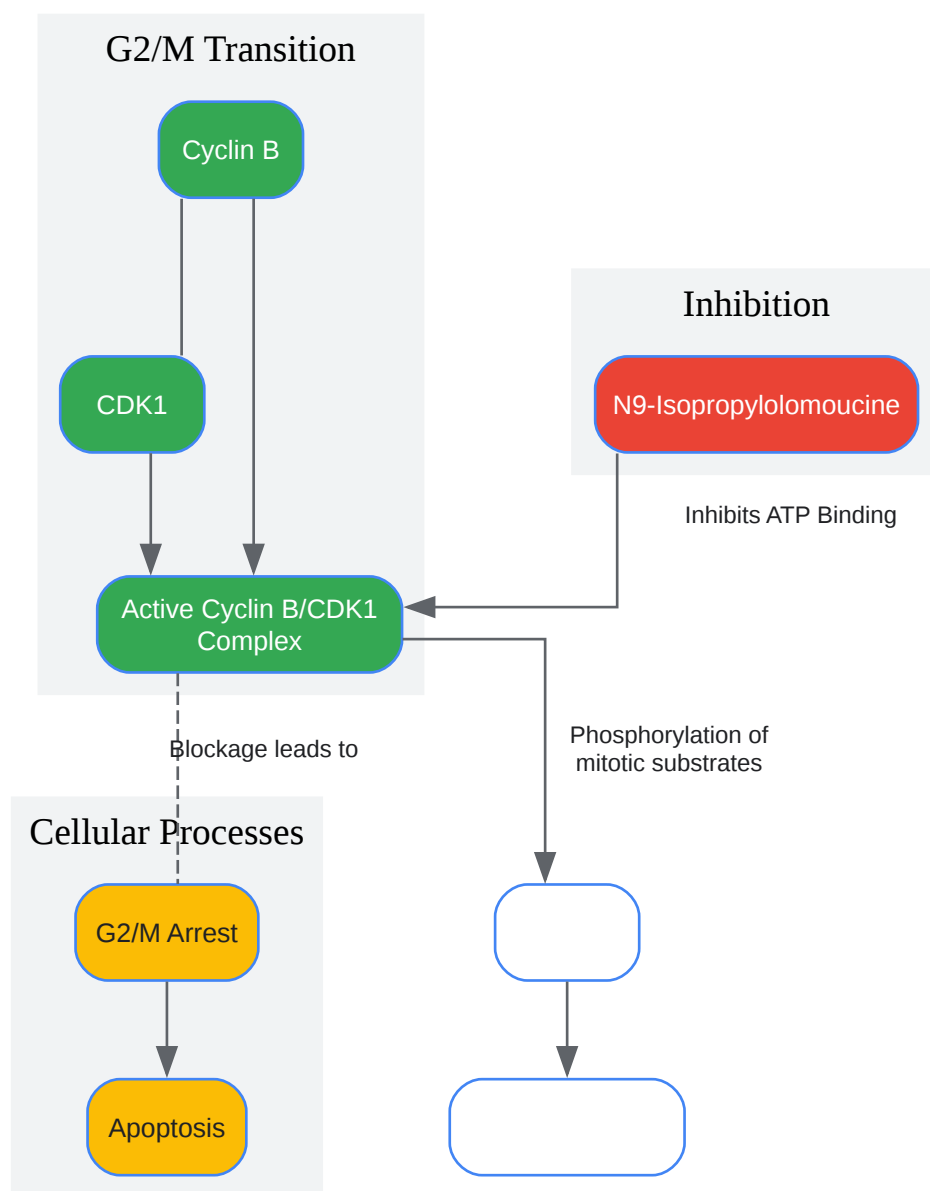 G2/M Transition
Cyclin B
Inhibition
CDK1
N9-Isopropylolomoucine
Inhibits ATP Binding
Active Cyclin B/CDK1
Complex
Blockage leads to
Phosphorylation of
mitotic substrates
Cellular Processes
G2/M Arrest
Apoptosis